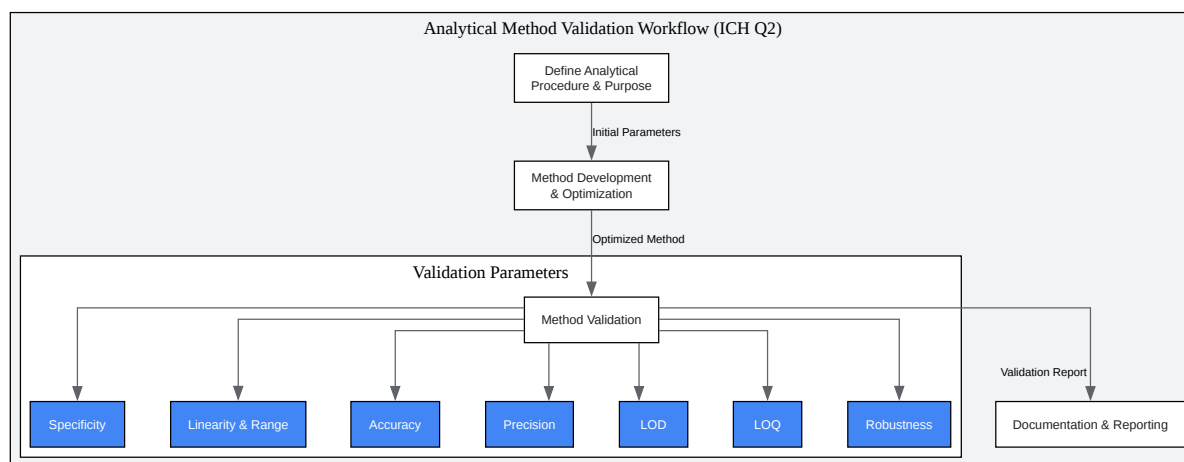 Analytical Method Validation Workflow (ICH Q2)
Define Analytical
Procedure & Purpose
Initial Parameters
Method Development
& Optimization
Optimized Method
Validation Parameters
Method Validation
Validation Report
Specificity
Linearity & Range
Accuracy
Precision
LOD
LOQ
Robustness
Documentation & Reporting